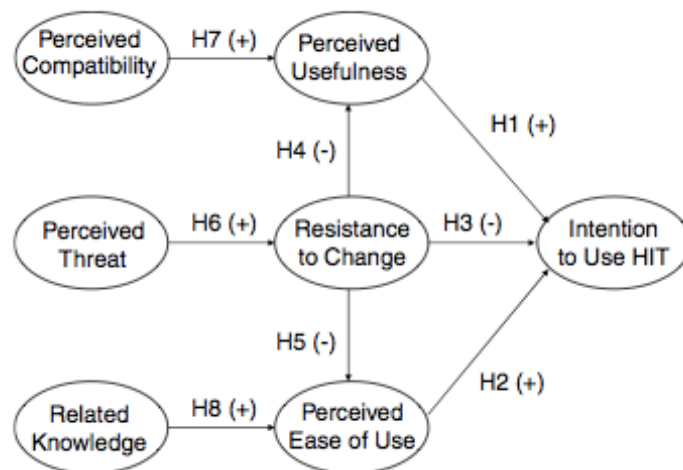 Perceived
Compatibility
H7 (+)
Perceived
Usefulness
H1 (+)
H4 (-)
Perceived
Threat
H6 (+)
Resistance
to Change
H3 (-)
Intention
to Use HIT
H5 (-)
H2 (+)
Related
Knowledge
H8 (+)
Perceived
Ease of Use